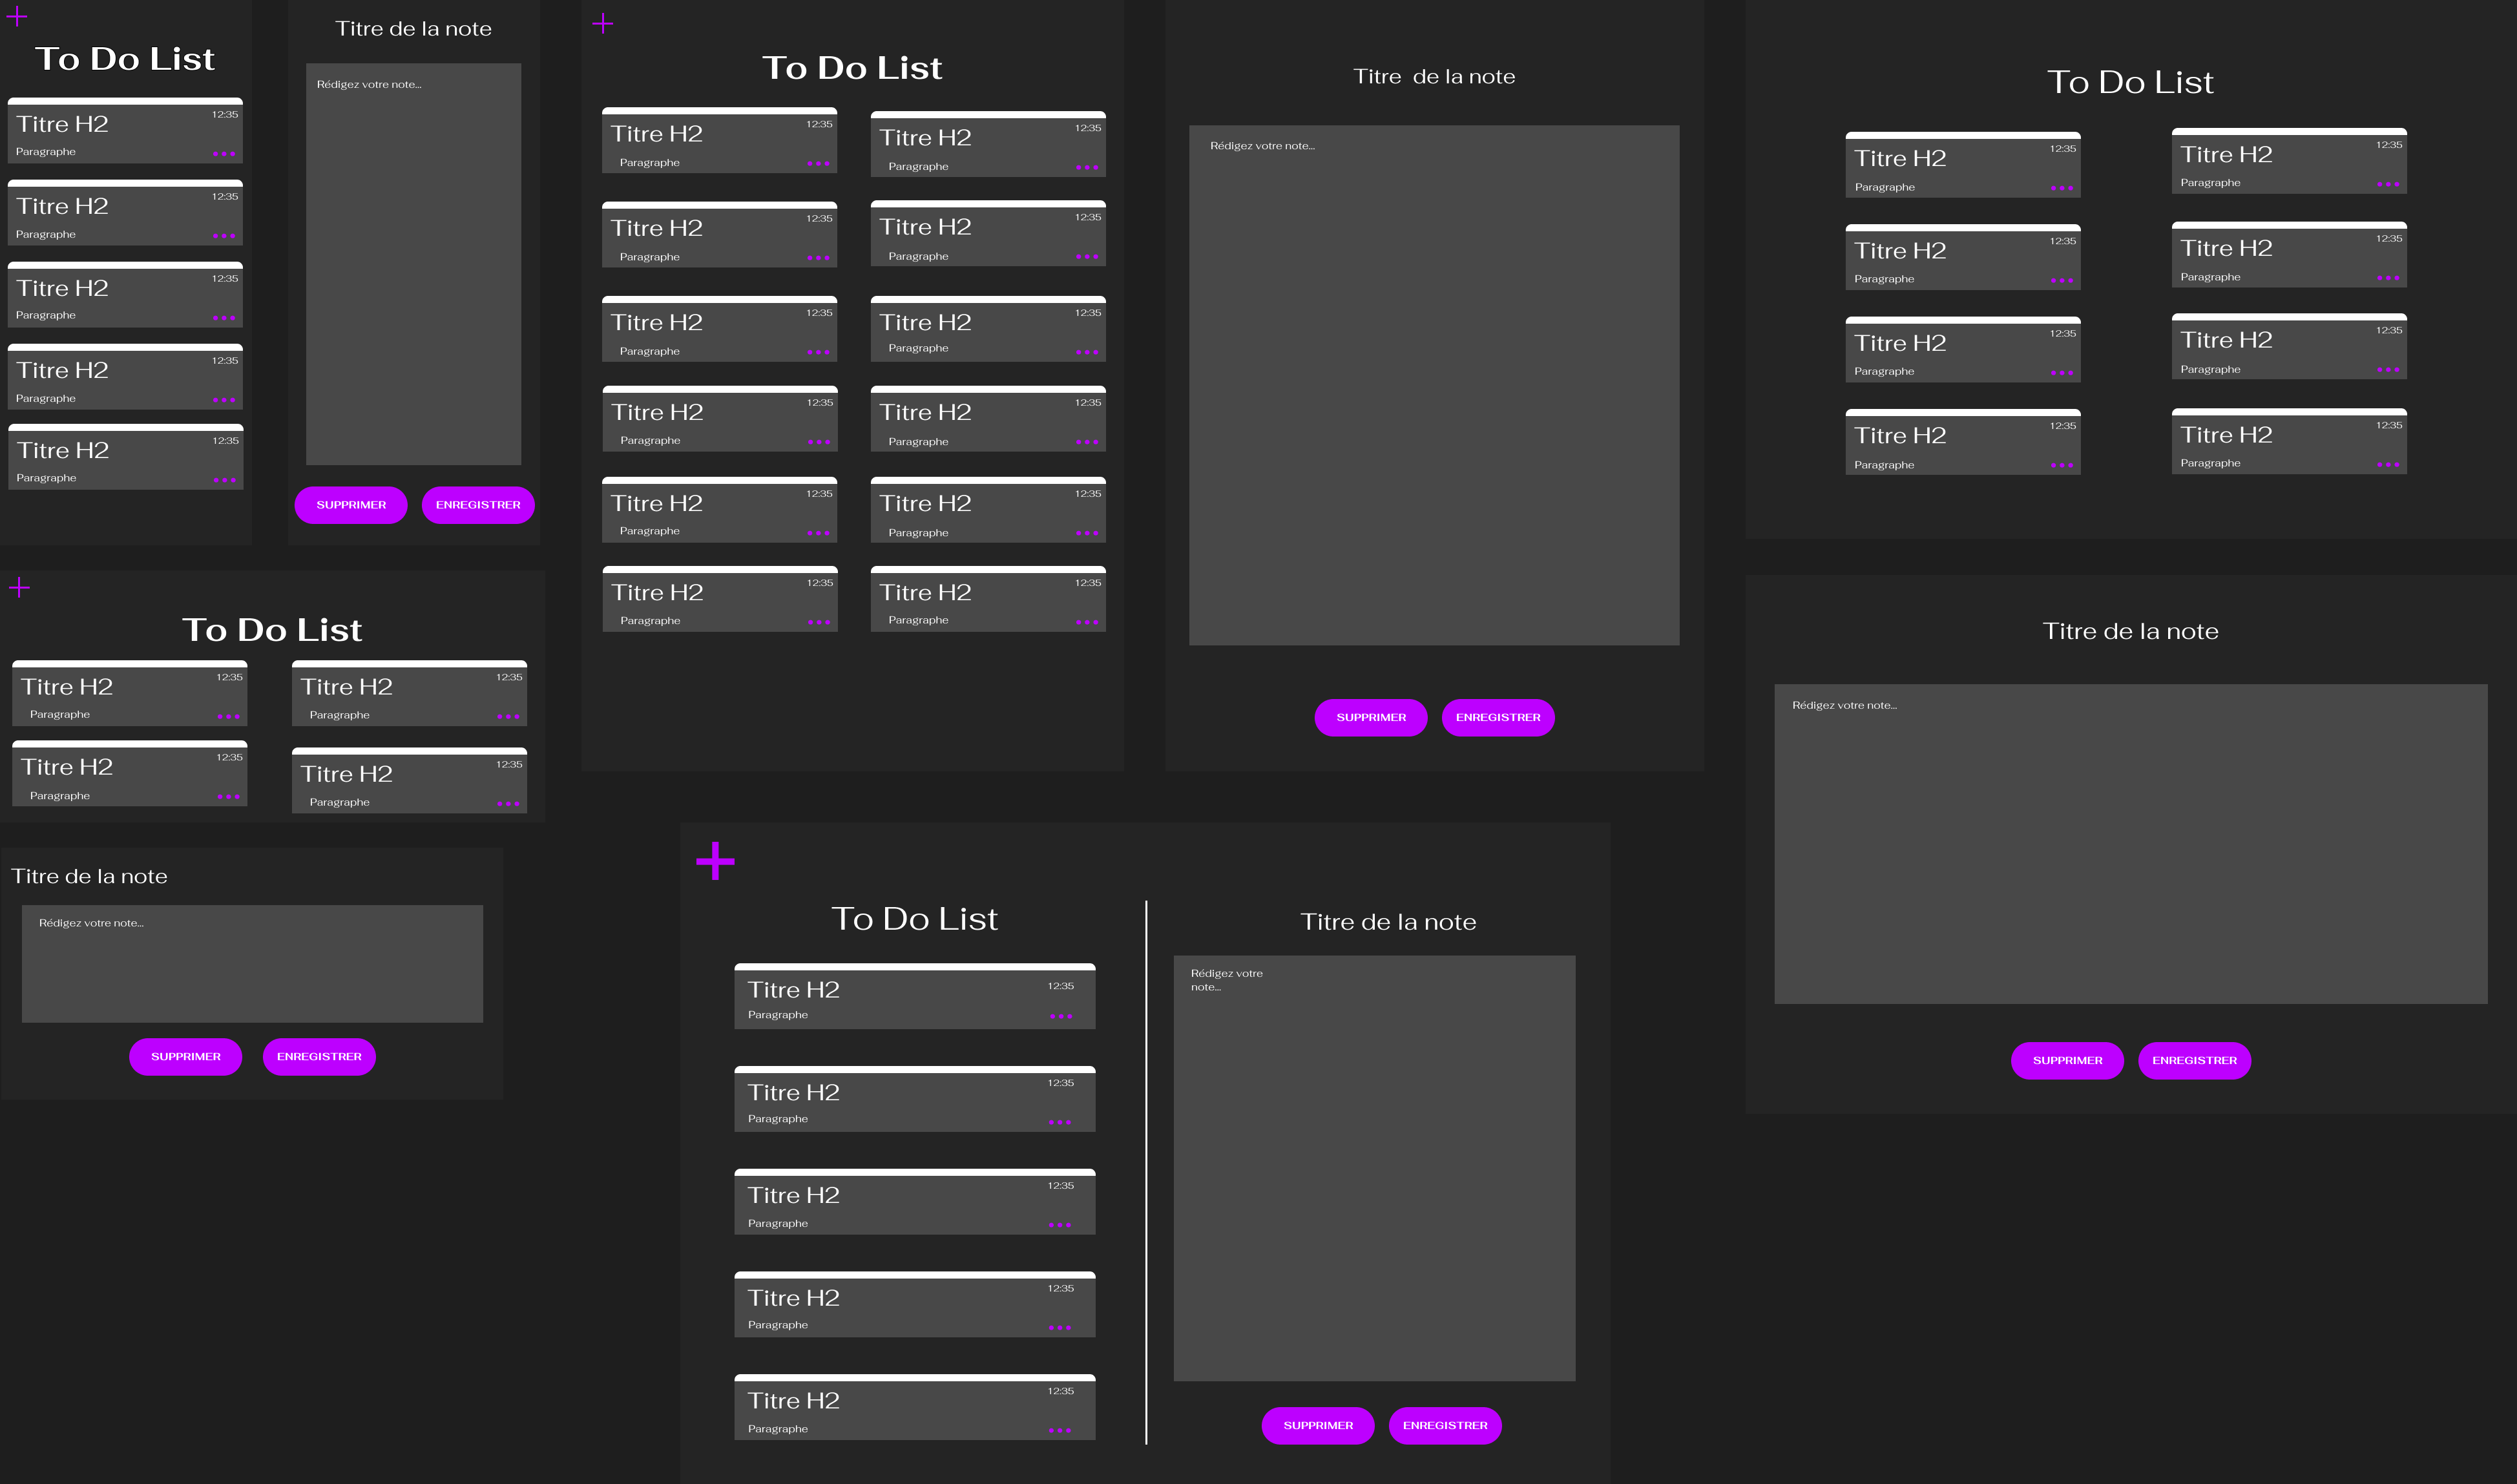 To Do List
Titre H2
12:35
Paragraphe
Titre H2
12:35
Paragraphe
Titre H2
12:35
Paragraphe
Titre H2
12:35
Paragraphe
Titre H2
12:35
Paragraphe
Titre de la note
Rédigez votre note...
SUPPRIMER
ENREGISTRER
To Do List
Titre H2
12:35
Paragraphe
Titre H2
12:35
Paragraphe
Titre H2
12:35
Paragraphe
Titre H2
12:35
Paragraphe
Titre H2
12:35
Paragraphe
Titre H2
12:35
Paragraphe
Titre H2
12:35
Paragraphe
Titre H2
12:35
Paragraphe
Titre H2
12:35
Paragraphe
Titre H2
12:35
Paragraphe
Titre H2
12:35
Paragraphe
Titre H2
12:35
Paragraphe
Titre de la note
Rédigez votre note...
SUPPRIMER
ENREGISTRER
To Do List
Titre H2
12:35
Paragraphe
Titre H2
12:35
Paragraphe
Titre H2
12:35
Paragraphe
Titre H2
12:35
Paragraphe
Titre H2
12:35
Paragraphe
Titre H2
12:35
Paragraphe
Titre H2
12:35
Paragraphe
Titre H2
12:35
Paragraphe
To Do List
Titre H2
12:35
Paragraphe
Titre H2
12:35
Paragraphe
Titre H2
12:35
Paragraphe
Titre H2
12:35
Paragraphe
Titre de la note
Rédigez votre note...
SUPPRIMER
ENREGISTRER
To Do List
Titre H2
12:35
Paragraphe
Titre H2
12:35
Paragraphe
Titre H2
12:35
Paragraphe
Titre H2
12:35
Paragraphe
Titre H2
12:35
Paragraphe
Titre de la note
Rédigez votre
note...
SUPPRIMER
ENREGISTRER
Titre de la note
Rédigez votre note...
SUPPRIMER
ENREGISTRER